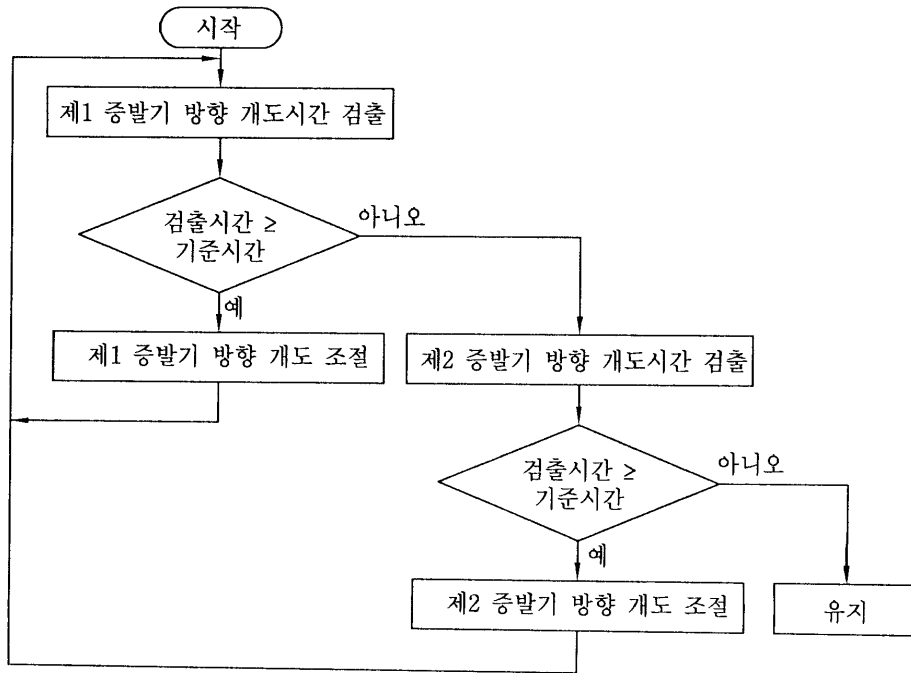 시작
제1 증발기 방향 개도시간 검출
검출시간 ≥
기준시간
아니오
예
제1 증발기 방향 개도 조절
제2 증발기 방향 개도시간 검출
검출시간 ≥
기준시간
아니오
예
제2 증발기 방향 개도 조절
유지